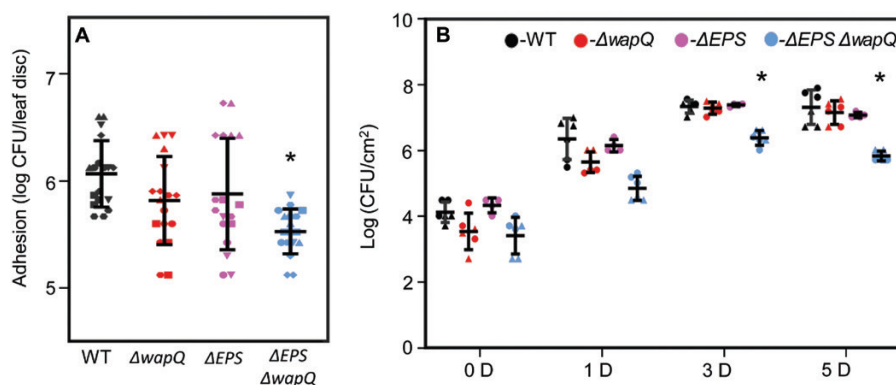 A
Adhesion (log CFU/leaf disc)
7
6
5
*
WT ΔwapQ ΔEPS ΔEPS
ΔwapQ
B
-WT -ΔwapQ -ΔEPS -ΔEPS ΔwapQ
Log (CFU/cm²)
10
8
6
4
2
0
* *
0 D 1 D 3 D 5 D